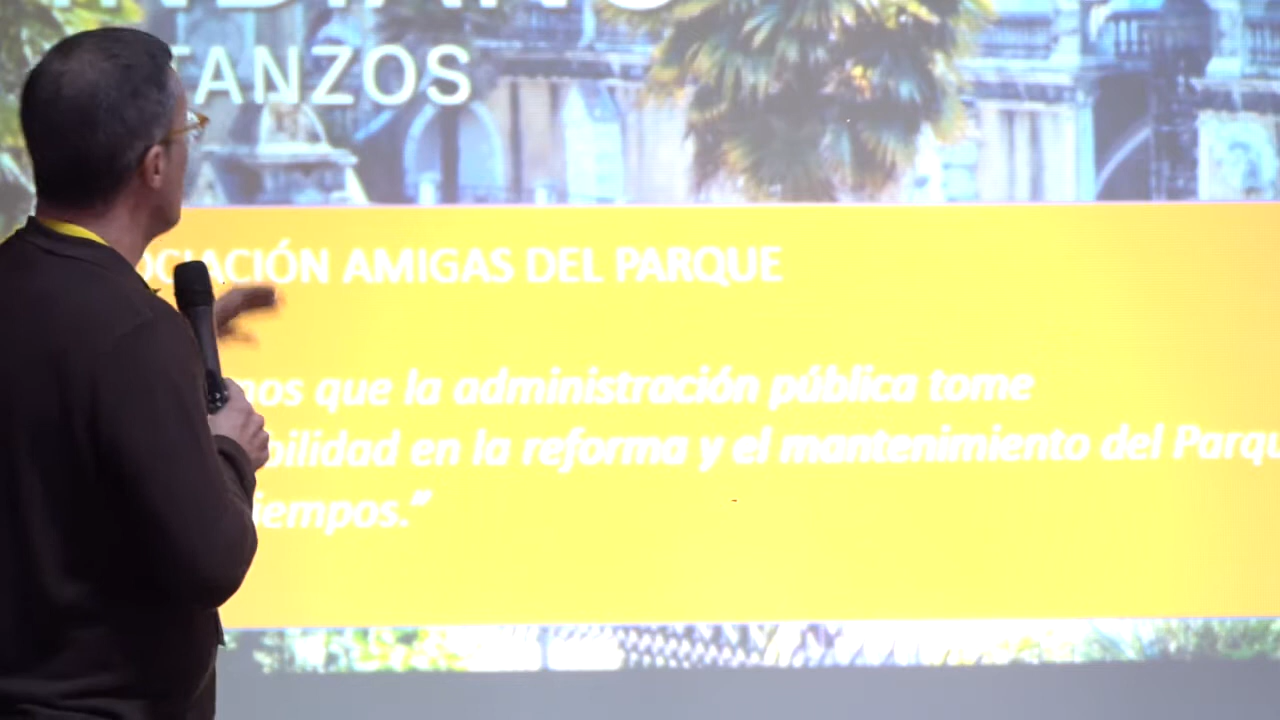 INDIANO
TANZOS
OCIACIÓN AMIGAS DEL PARQUE
mos que la administración pública tome
bilidad en la reforma y el mantenimiento del Parqu
iempos.”